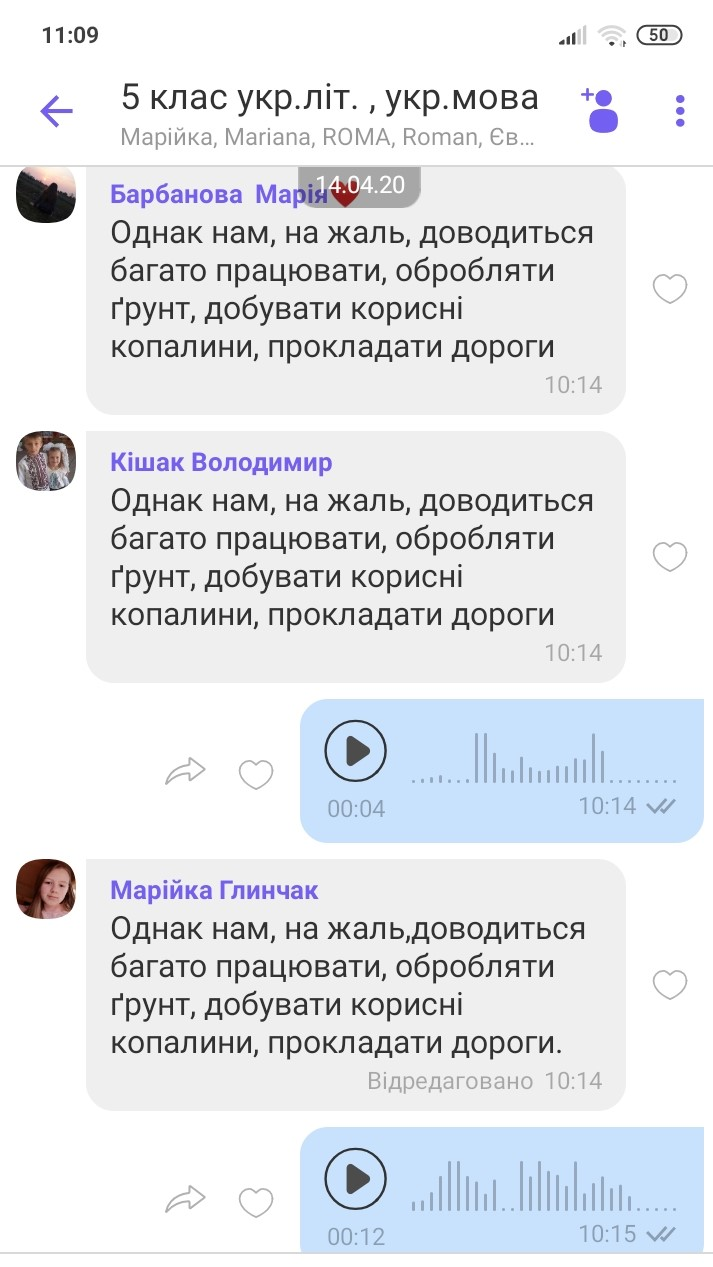 11:09
50
5 клас укр.літ. , укр.мова
Марійка, Mariana, ROMA, Roman, Єв...
14.04.20
Барбанова Марія
Однак нам, на жаль, доводиться
багато працювати, обробляти
ґрунт, добувати корисні
копалини, прокладати дороги
10:14
Кішак Володимир
Однак нам, на жаль, доводиться
багато працювати, обробляти
ґрунт, добувати корисні
копалини, прокладати дороги
10:14
00:04
10:14
Марійка Глинчак
Однак нам, на жаль,доводиться
багато працювати, обробляти
ґрунт, добувати корисні
копалини, прокладати дороги.
Відредаговано 10:14
00:12
10:15